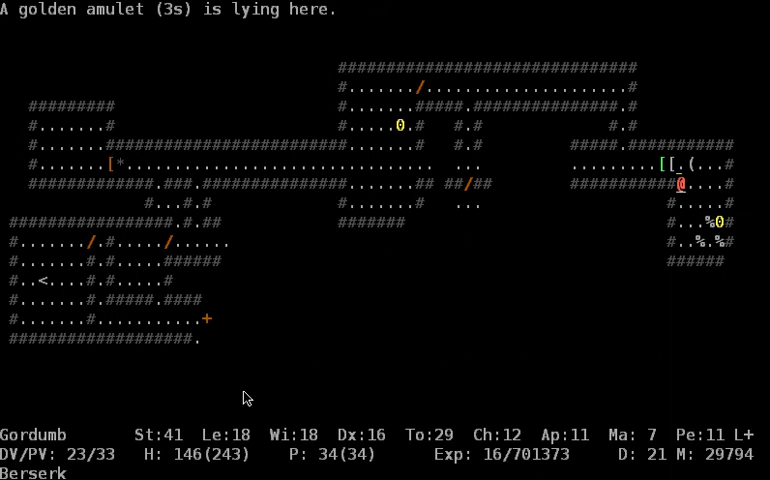 A golden amulet (3s) is lying here.
Gordumb St:41 Le:18 Wi:18 Dx:16 To:29 Ch:12 Ap:11 Ma: 7 Pe:11 L+
DV/PV: 23/33 H: 146(243) P: 34(34) Exp: 16/701373 D: 21 M: 29794
Berserk